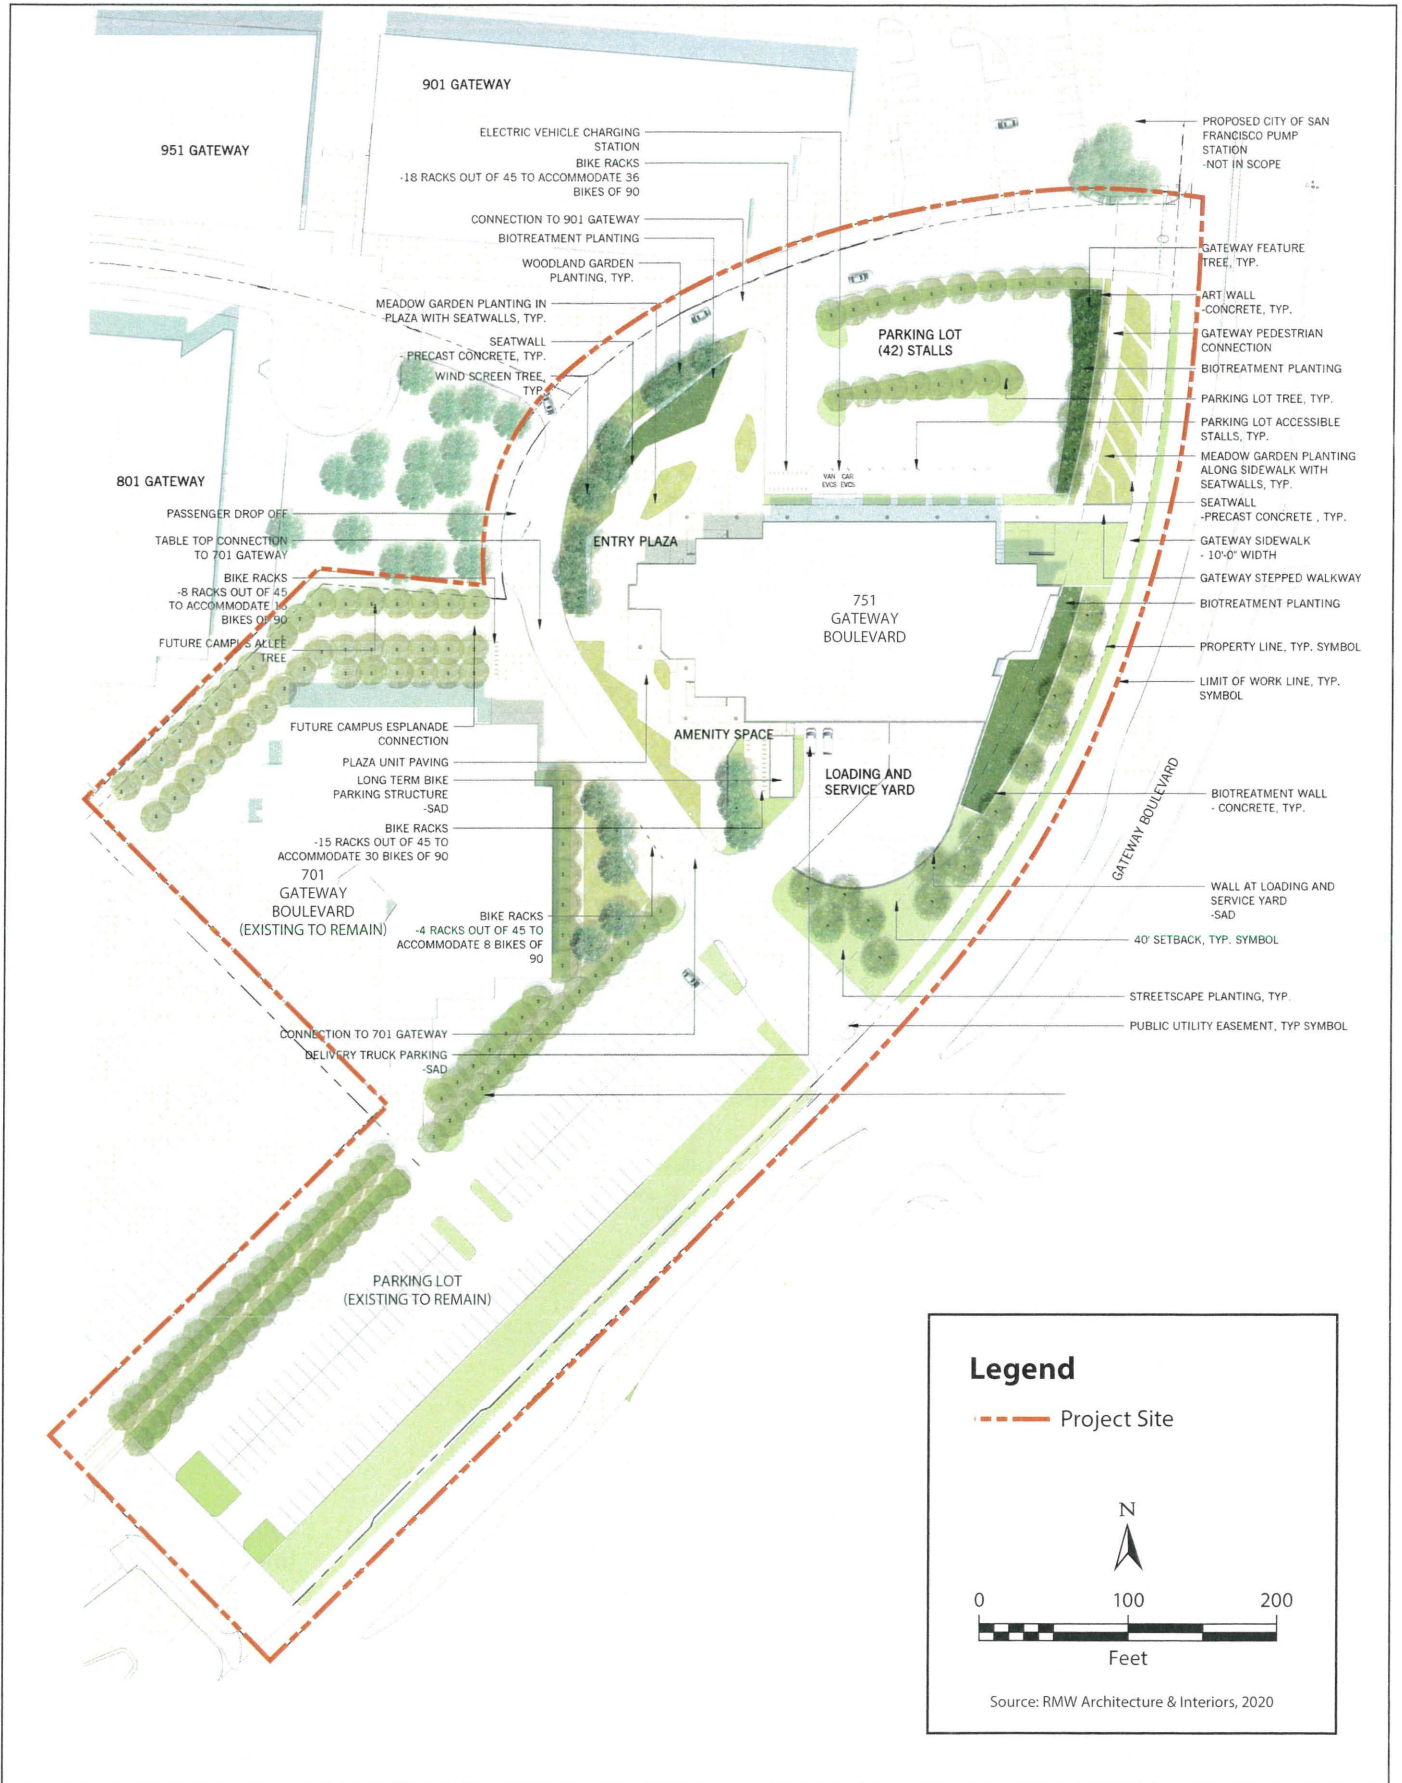 901 GATEWAY
951 GATEWAY
ELECTRIC VEHICLE CHARGING
STATION
BIKE RACKS
-18 RACKS OUT OF 45 TO ACCOMMODATE 36
BIKES OF 90
CONNECTION TO 901 GATEWAY
BIOTREATMENT PLANTING
WOODLAND GARDEN
PLANTING, TYP.
MEADOW GARDEN PLANTING IN
PLAZA WITH SEATWALLS, TYP.
SEATWALL
- PRECAST CONCRETE, TYP.
WIND SCREEN TREE,
TYP.
801 GATEWAY
PASSENGER DROP OFF
TABLE TOP CONNECTION
TO 701 GATEWAY
BIKE RACKS
-8 RACKS OUT OF 45
TO ACCOMMODATE 16
BIKES OF 90
FUTURE CAMPUS ALLEE
TREE
FUTURE CAMPUS ESPLANADE
CONNECTION
PLAZA UNIT PAVING
LONG TERM BIKE
PARKING STRUCTURE
-SAD
BIKE RACKS
-15 RACKS OUT OF 45 TO
ACCOMMODATE 30 BIKES OF 90
701
GATEWAY
BOULEVARD
(EXISTING TO REMAIN)
BIKE RACKS
-4 RACKS OUT OF 45 TO
ACCOMMODATE 8 BIKES OF
90
CONNECTION TO 701 GATEWAY
DELIVERY TRUCK PARKING
-SAD
PARKING LOT
(42) STALLS
VAN
EVCS
CAR
EVCS
ENTRY PLAZA
751
GATEWAY
BOULEVARD
AMENITY SPACE
LOADING AND
SERVICE YARD
PROPOSED CITY OF SAN
FRANCISCO PUMP
STATION
-NOT IN SCOPE
GATEWAY FEATURE
TREE, TYP.
ART WALL
-CONCRETE, TYP.
GATEWAY PEDESTRIAN
CONNECTION
BIOTREATMENT PLANTING
PARKING LOT TREE, TYP.
PARKING LOT ACCESSIBLE
STALLS, TYP.
MEADOW GARDEN PLANTING
ALONG SIDEWALK WITH
SEATWALLS, TYP.
SEATWALL
-PRECAST CONCRETE , TYP.
GATEWAY SIDEWALK
- 10'-0" WIDTH
GATEWAY STEPPED WALKWAY
BIOTREATMENT PLANTING
PROPERTY LINE, TYP. SYMBOL
LIMIT OF WORK LINE, TYP.
SYMBOL
GATEWAY BOULEVARD
BIOTREATMENT WALL
- CONCRETE, TYP.
WALL AT LOADING AND
SERVICE YARD
-SAD
40' SETBACK, TYP. SYMBOL
STREETSCAPE PLANTING, TYP.
PUBLIC UTILITY EASEMENT, TYP SYMBOL
PARKING LOT
(EXISTING TO REMAIN)
Legend
Project Site
N
0 100 200
Feet
Source: RMW Architecture & Interiors, 2020